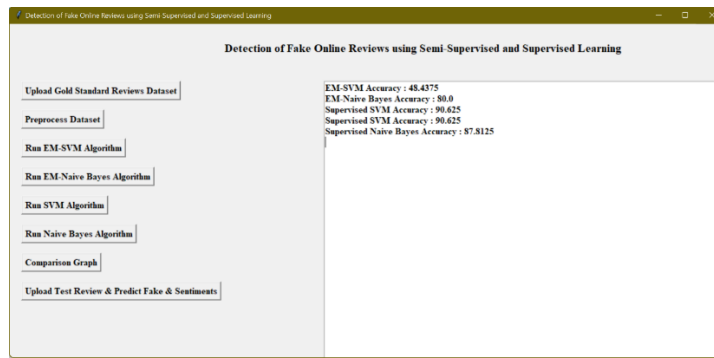 Detection of Fake Online Reviews using Semi-Supervised and Supervised Learning
Detection of Fake Online Reviews using Semi-Supervised and Supervised Learning
Upload Gold Standard Reviews Dataset
Preprocess Dataset
Run EM-SVM Algorithm
Run EM-Naive Bayes Algorithm
Run SVM Algorithm
Run Naive Bayes Algorithm
Comparison Graph
Upload Test Review & Predict Fake & Sentiments
EM-SVM Accuracy : 48.4375
EM-Naive Bayes Accuracy : 80.0
Supervised SVM Accuracy : 90.625
Supervised SVM Accuracy : 90.625
Supervised Naive Bayes Accuracy : 87.8125